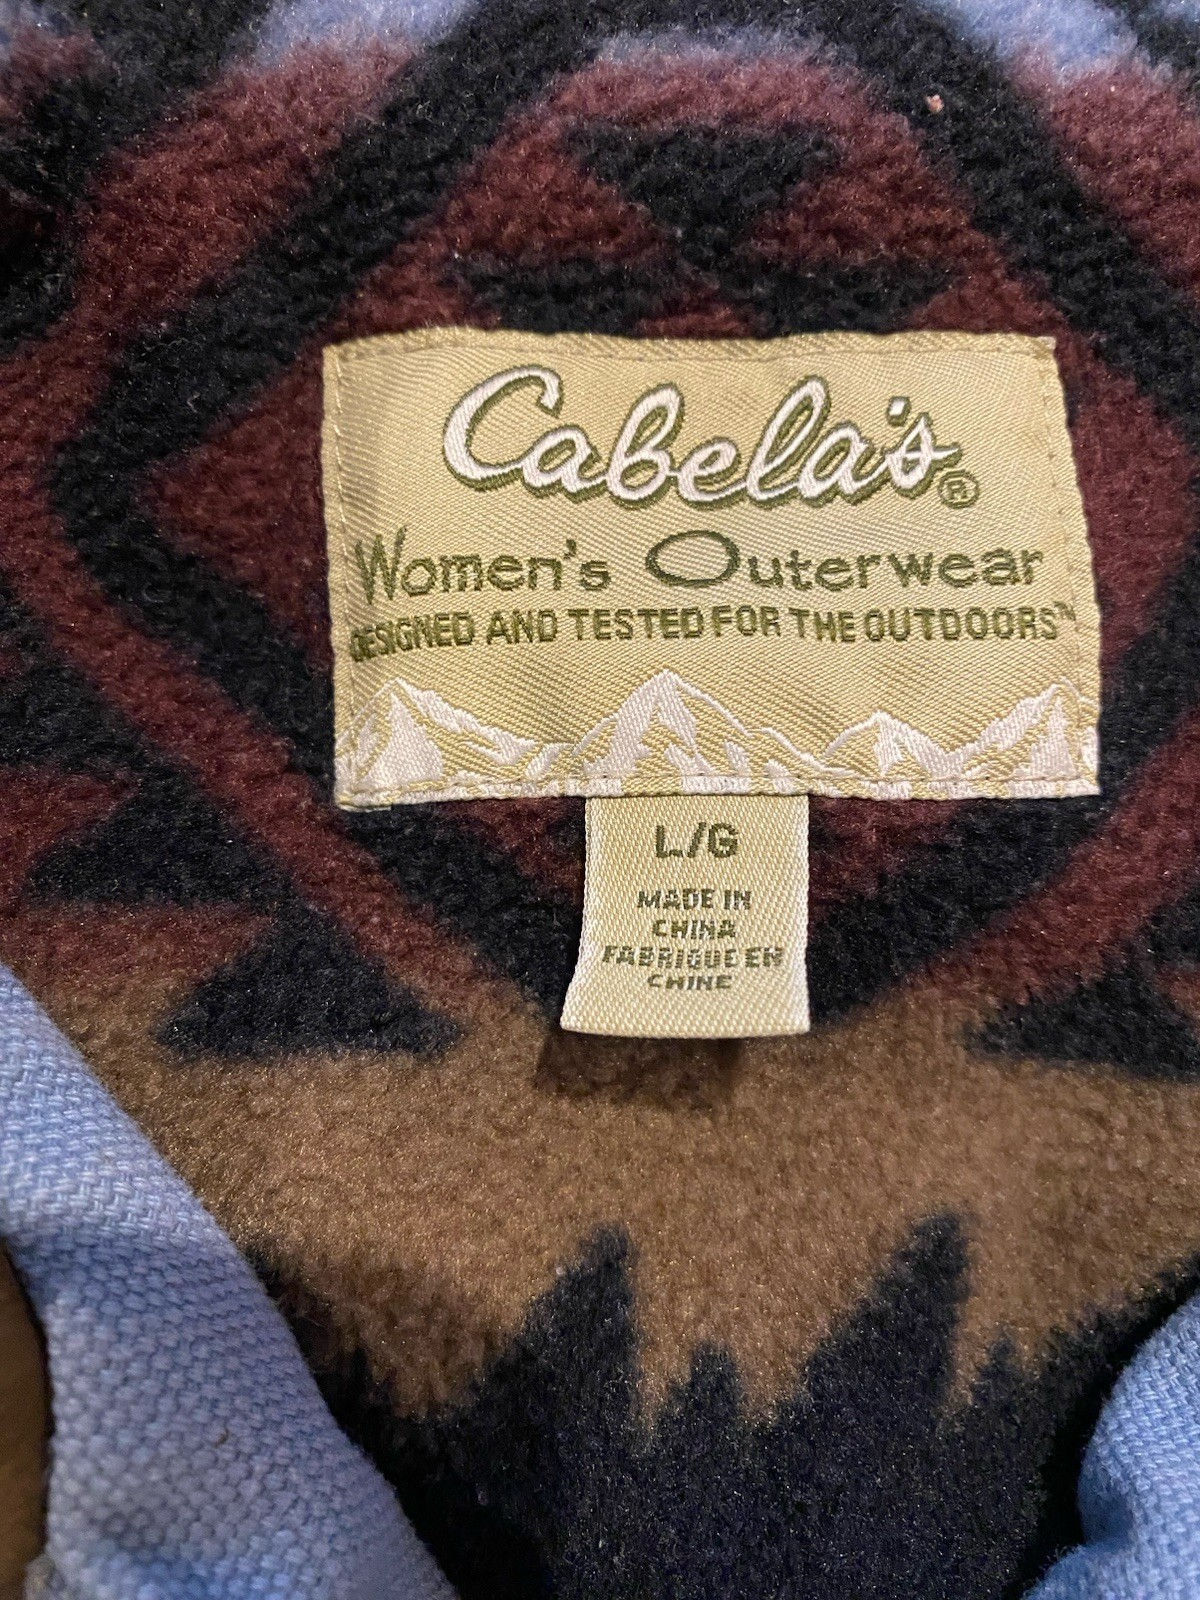 Cabela's®
Women's Outerwear
DESIGNED AND TESTED FOR THE OUTDOORS™
L/G
MADE IN
CHINA
FABRIQUE EN
CHINE